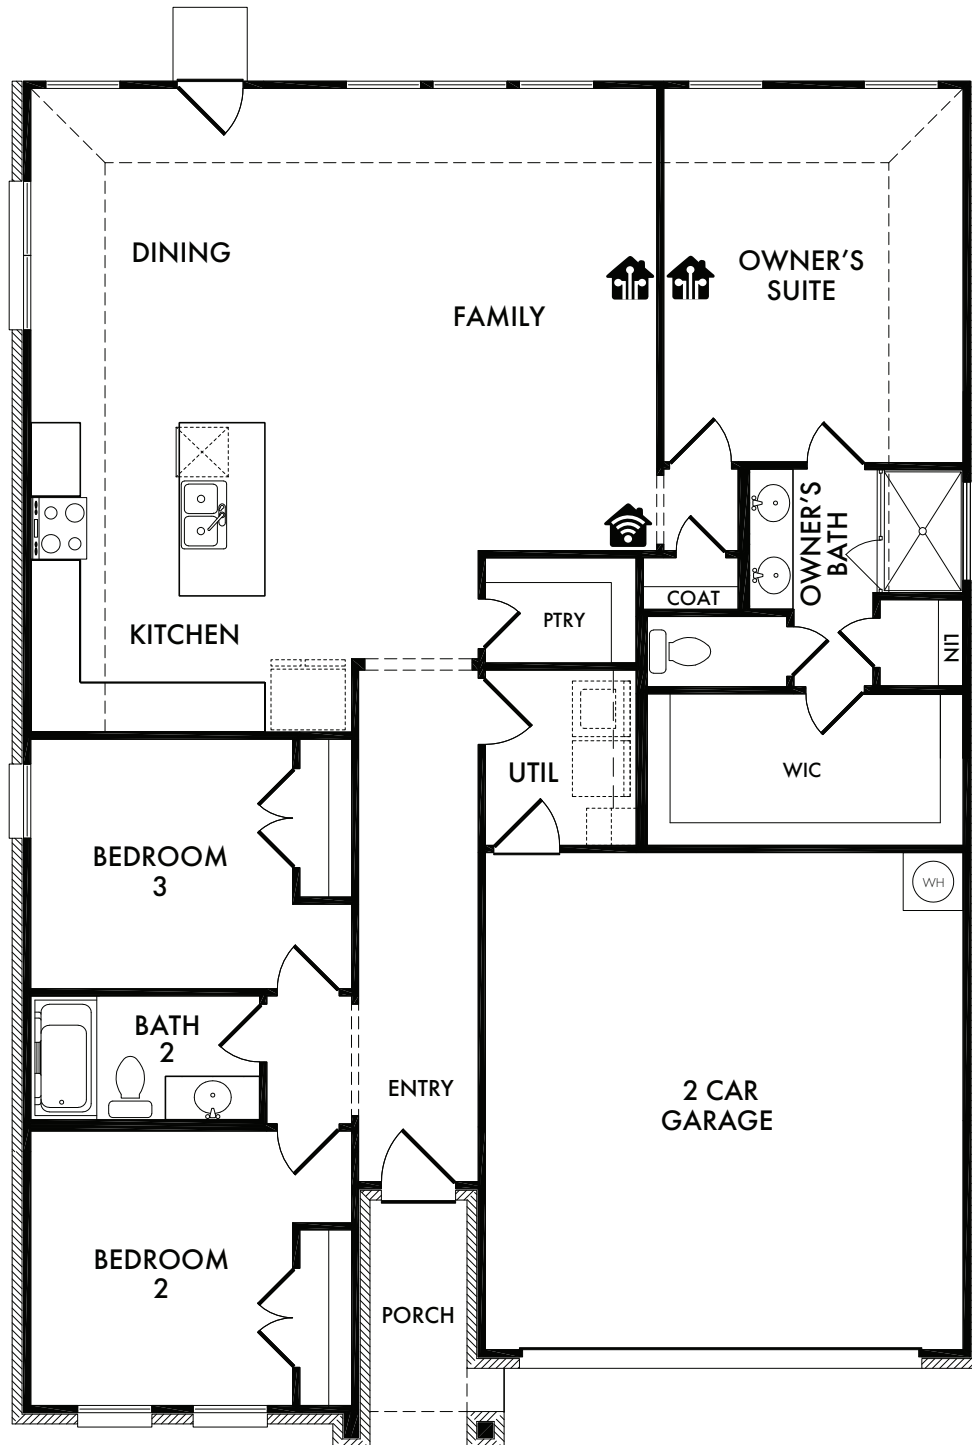 DINING
OWNER'S
SUITE
FAMILY
OWNER'S
BATH
COAT
PTRY
KITCHEN
LIN
UTIL
WIC
BEDROOM
3
WH
BATH
2
ENTRY
2 CAR
GARAGE
BEDROOM
2
PORCH